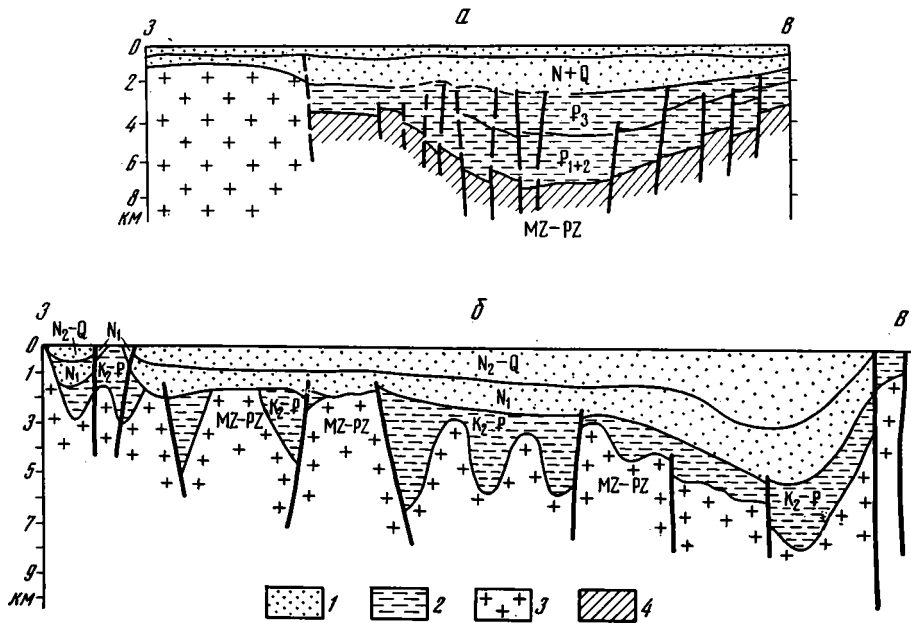 З а В
0
2
4
6
8
км
N+Q
P₃
P₁₊₂
MZ–PZ
З б В
0
1
3
5
7
9
км
N₂–Q N₁
N₁ K₂–P
N₂–Q
N₁
MZ–PZ K₂–P MZ–PZ K₂–P MZ–PZ K₂–P
1 2 3 4